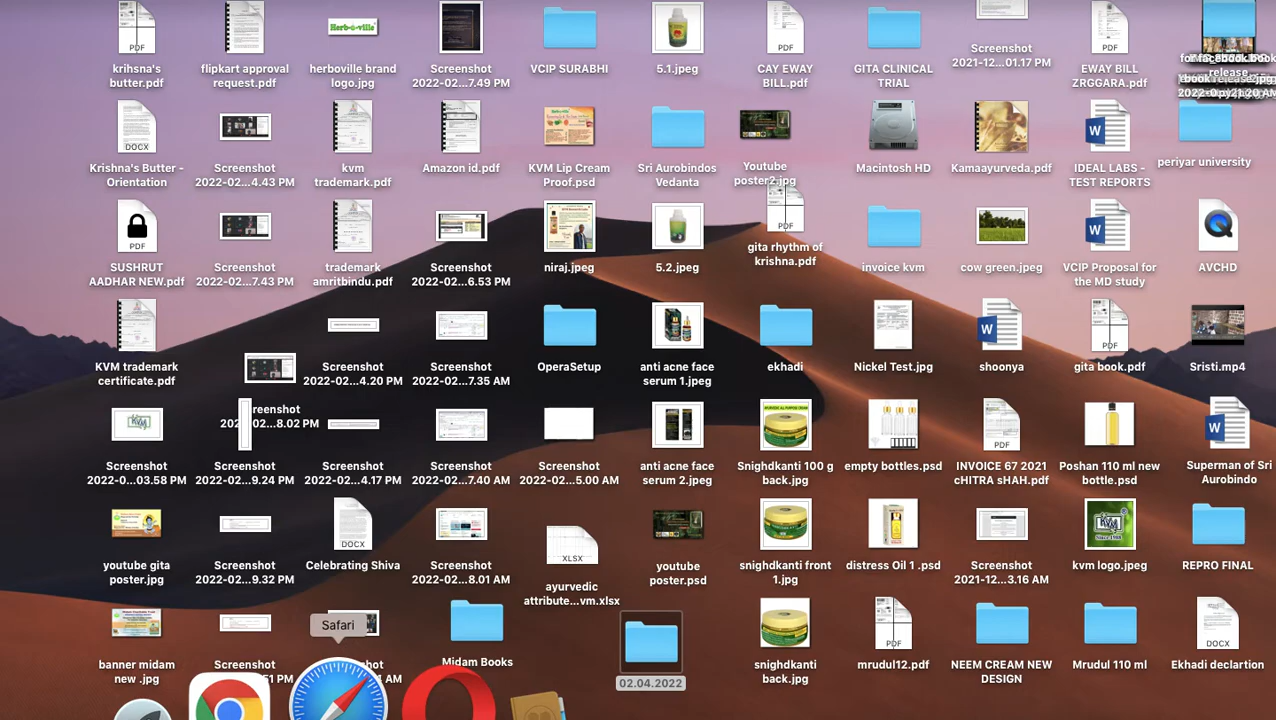 kritsna's
butter.pdf
flipkart approval
request.pdf
Herb-o-ville
herboville brand
logo.jpg
Screenshot
2022-02...7.49 PM
VCIP SURABHI
5.1.jpeg
CAY EWAY
BILL.pdf
GITA CLINICAL
TRIAL
Screenshot
2021-12...01.17 PM
EWAY BILL
ZRGGARA.pdf
release
PDF
PDF
PDF
Krishna's Butter -
Orientation
Screenshot
2022-02...4.43 PM
kvm
trademark.pdf
Amazon id.pdf
KVM Lip Cream
Proof.psd
Sri Aurobindos
Vedanta
Youtube
poster2.jpg
Macintosh HD
Kamaayurveda.pdf
IDEAL LABS -
TEST REPORTS
periyar university
DOCX
W
SUSHRUT
AADHAR NEW.pdf
Screenshot
2022-02...7.43 PM
trademark
amritbindu.pdf
Screenshot
2022-02...6.53 PM
niraj.jpeg
5.2.jpeg
gita rhythm of
krishna.pdf
invoice kvm
cow green.jpeg
VCIP Proposal for
the MD study
AVCHD
PDF
PDF
W
KVM trademark
certificate.pdf
Screenshot
2022-02...4.20 PM
Screenshot
2022-02...7.35 AM
OperaSetup
anti acne face
serum 1.jpeg
ekhadi
Nickel Test.jpg
shoonya
gita book.pdf
Sristi.mp4
W
PDF
Screenshot
2022-0...03.58 PM
reenshot
Screenshot
2022-02...9.24 PM
Screenshot
2022-02...4.17 PM
Screenshot
2022-02...7.40 AM
Screenshot
2022-02...5.00 AM
anti acne face
serum 2.jpeg
Snighdkanti 100 g
back.jpg
empty bottles.psd
INVOICE 67 2021
cHITRA sHAH.pdf
Poshan 110 ml new
bottle.psd
Superman of Sri
Aurobindo
KVM
PDF
W
youtube gita
poster.jpg
Screenshot
2022-02...9.32 PM
Celebrating Shiva
Screenshot
2022-02...8.01 AM
ayurvedic
attribute...vm.xlsx
youtube
poster.psd
snighdkanti front
1.jpg
distress Oil 1 .psd
Screenshot
2021-12...3.16 AM
kvm logo.jpeg
REPRO FINAL
DOCX
XLSX
KVM
banner midam
new .jpg
Screenshot
Safari
Midam Books
02.04.2022
snighdkanti
back.jpg
mrudul12.pdf
NEEM CREAM NEW
DESIGN
Mrudul 110 ml
Ekhadi declartion
PDF
DOCX